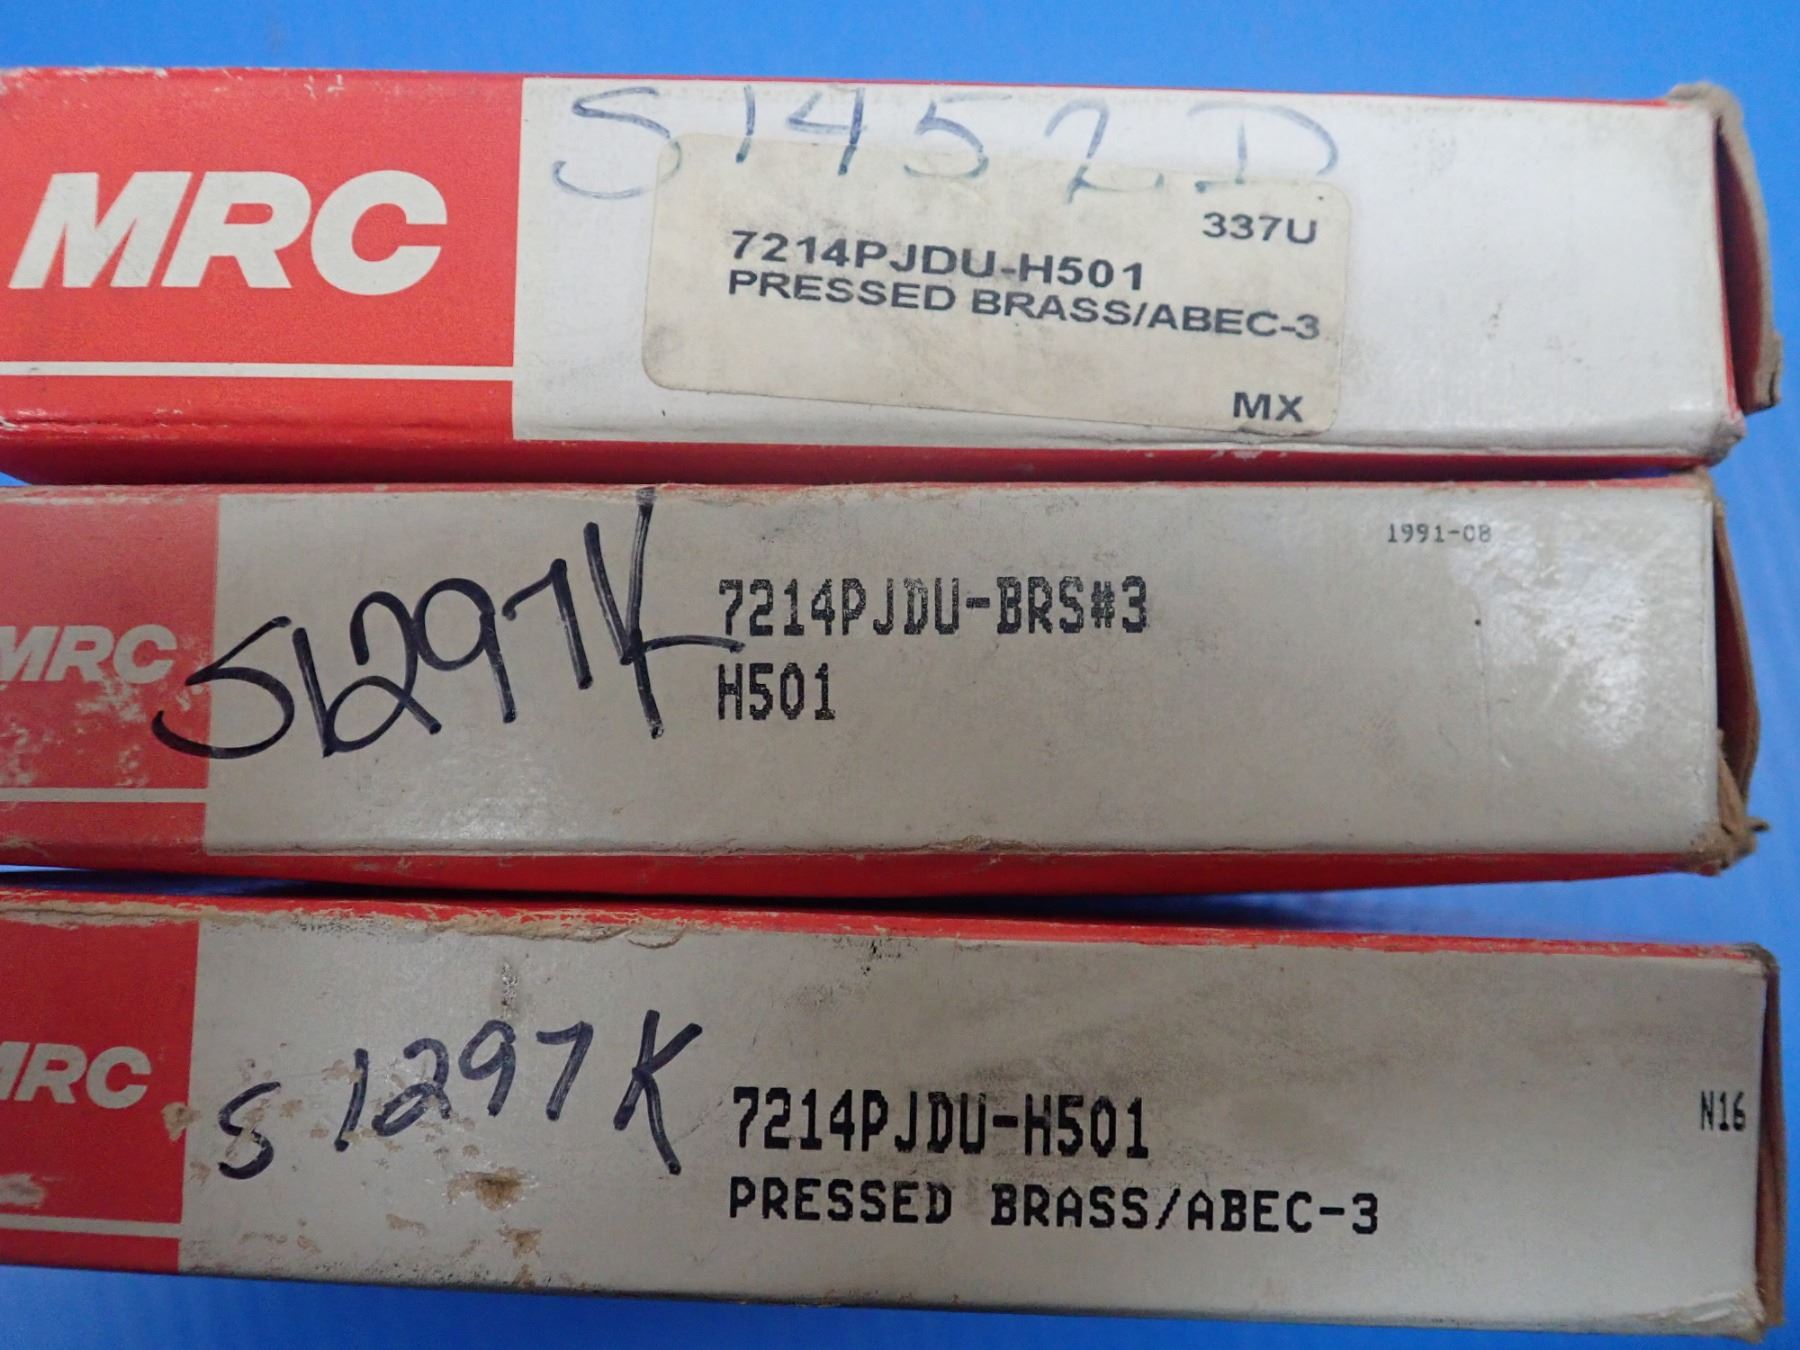 S1452D
MRC
337U
7214PJDU-H501
PRESSED BRASS/ABEC-3
MX
1991-08
MRC
S1297K
7214PJDU-BRS#3
H501
MRC
S1297K
7214PJDU-H501
N16
PRESSED BRASS/ABEC-3